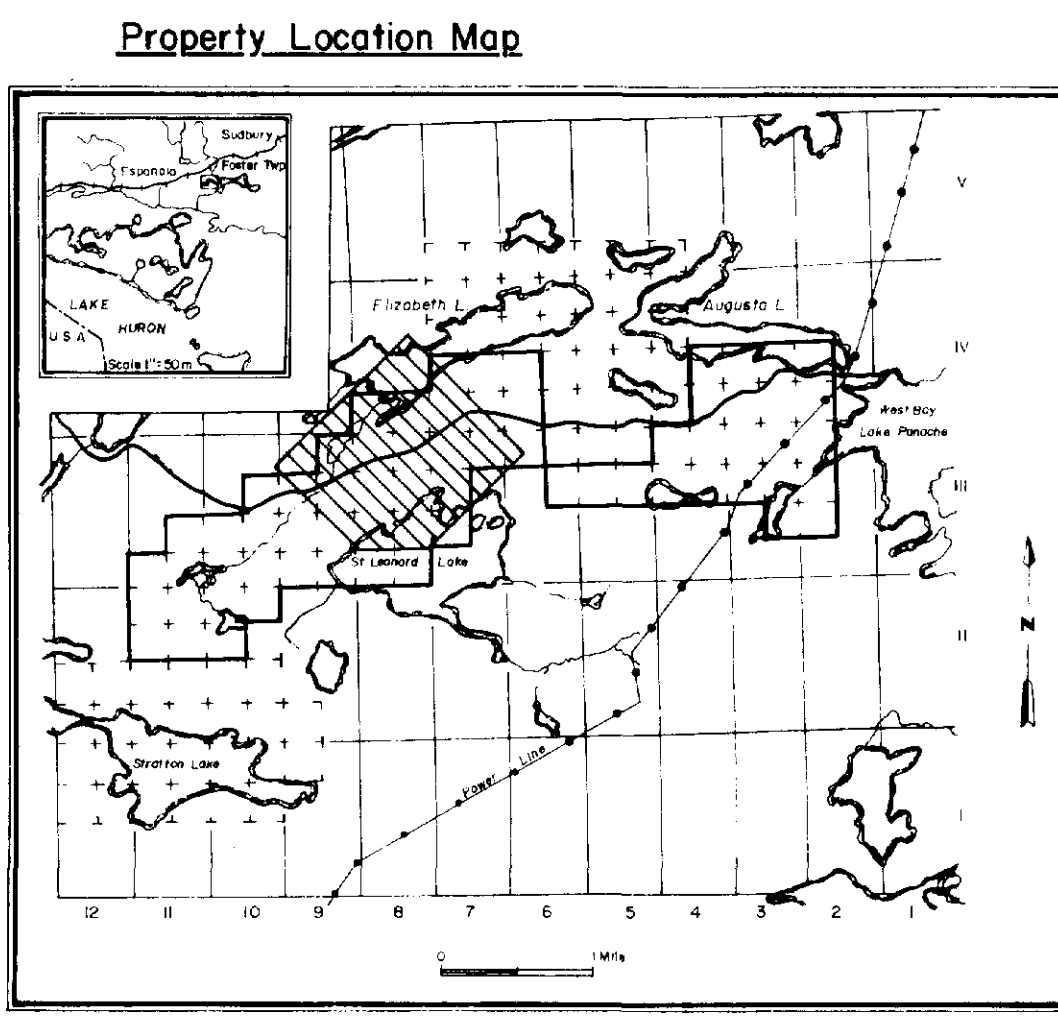 Property Location Map
Sudbury
Foster Twp
Espanola
LAKE
HURON
USA
Scale 1"=50m
V
Elizabeth L.
Augusta L.
IV
West Bay
Lake Panache
III
St Leonard Lake
N
II
Stratton Lake
Power Line
I
12 11 10 9 8 7 6 5 4 3 2 1
0 1 Mile